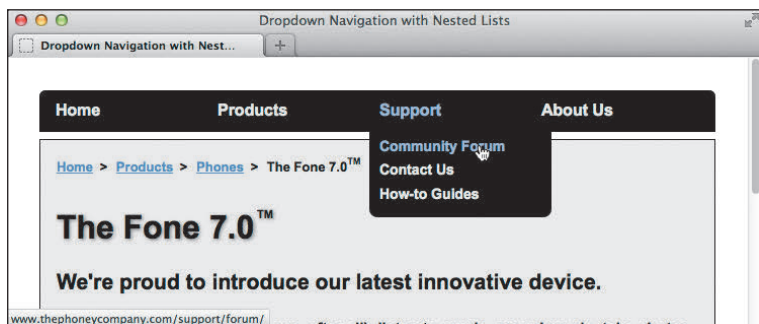 Dropdown Navigation with Nested Lists
Dropdown Navigation with Nest...
Home Products Support About Us
Community Forum
Contact Us
How-to Guides
Home > Products > Phones > The Fone 7.0™
The Fone 7.0™
We're proud to introduce our latest innovative device.
www.thephoneycompany.com/support/forum/